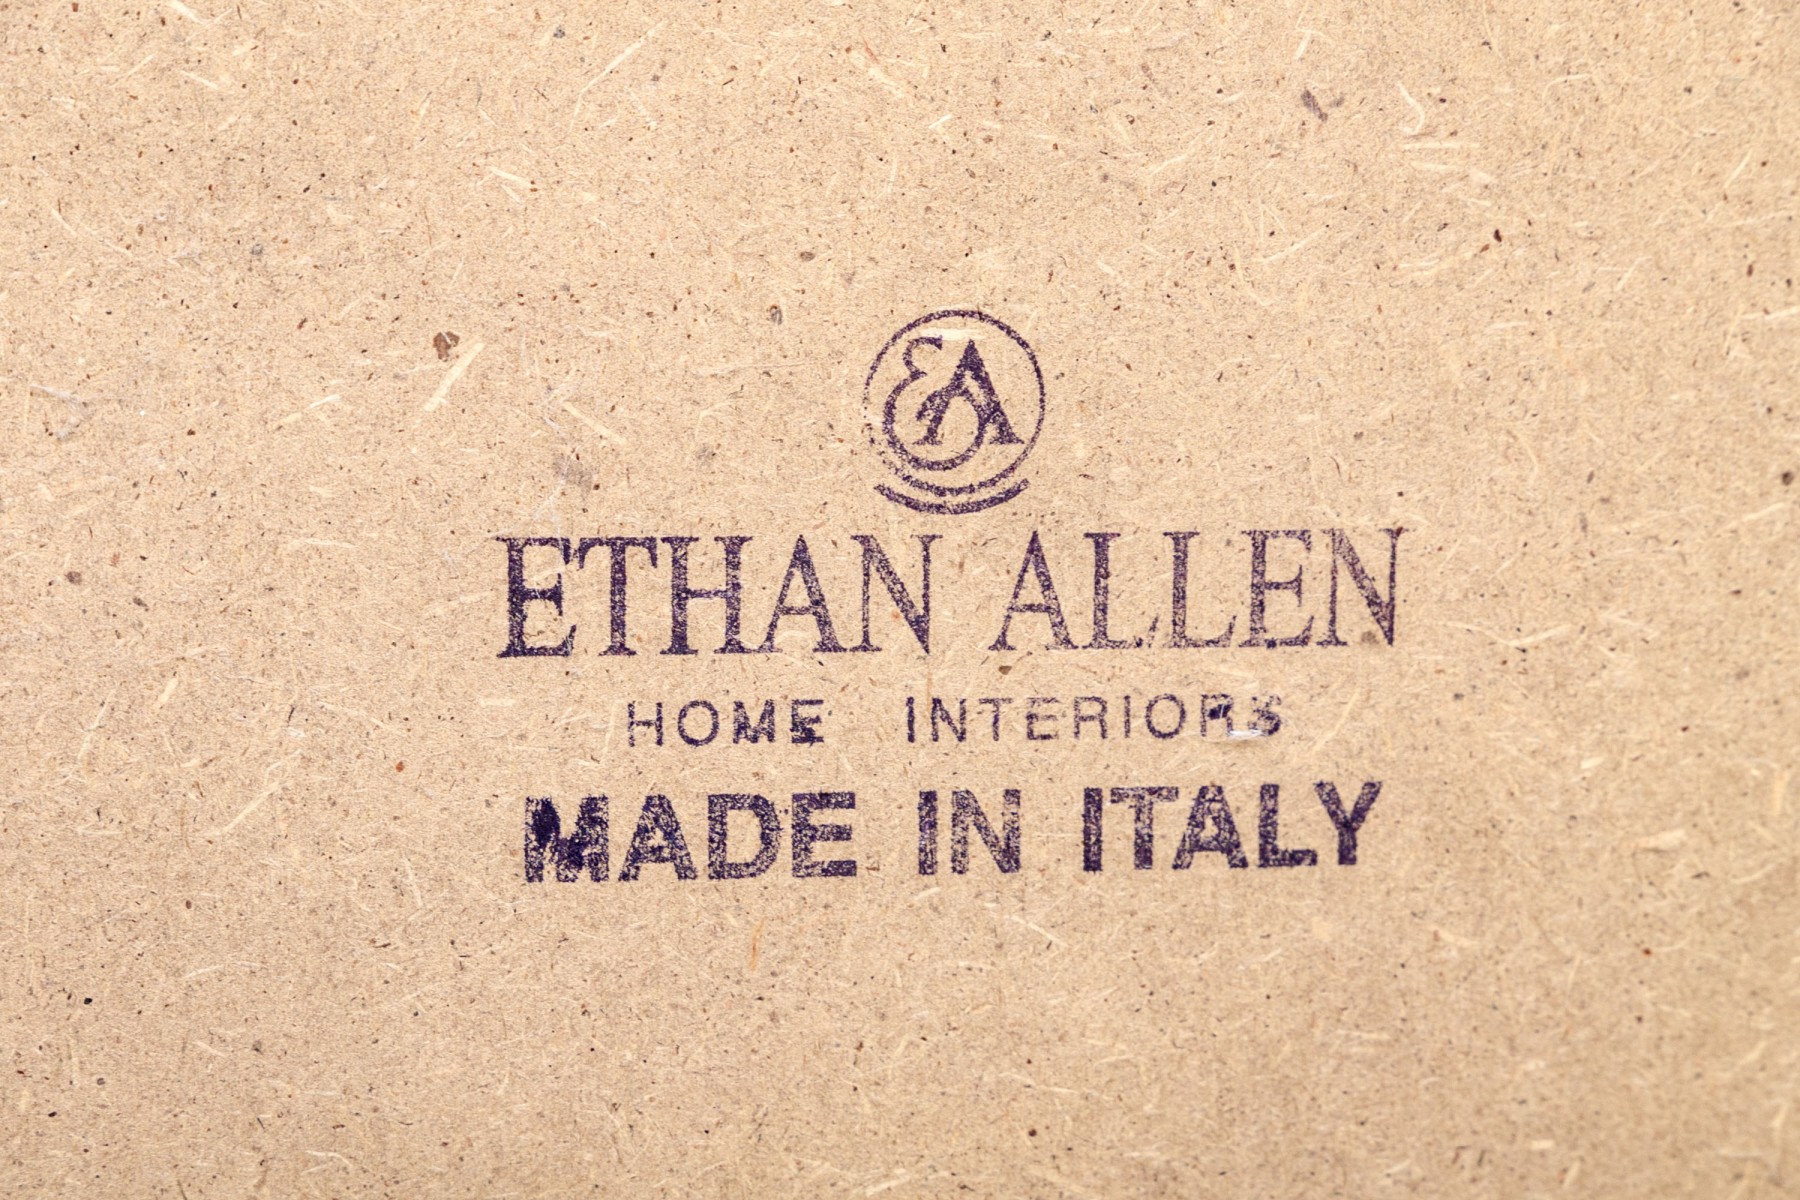 EA
ETHAN ALLEN
HOME INTERIORS
MADE IN ITALY